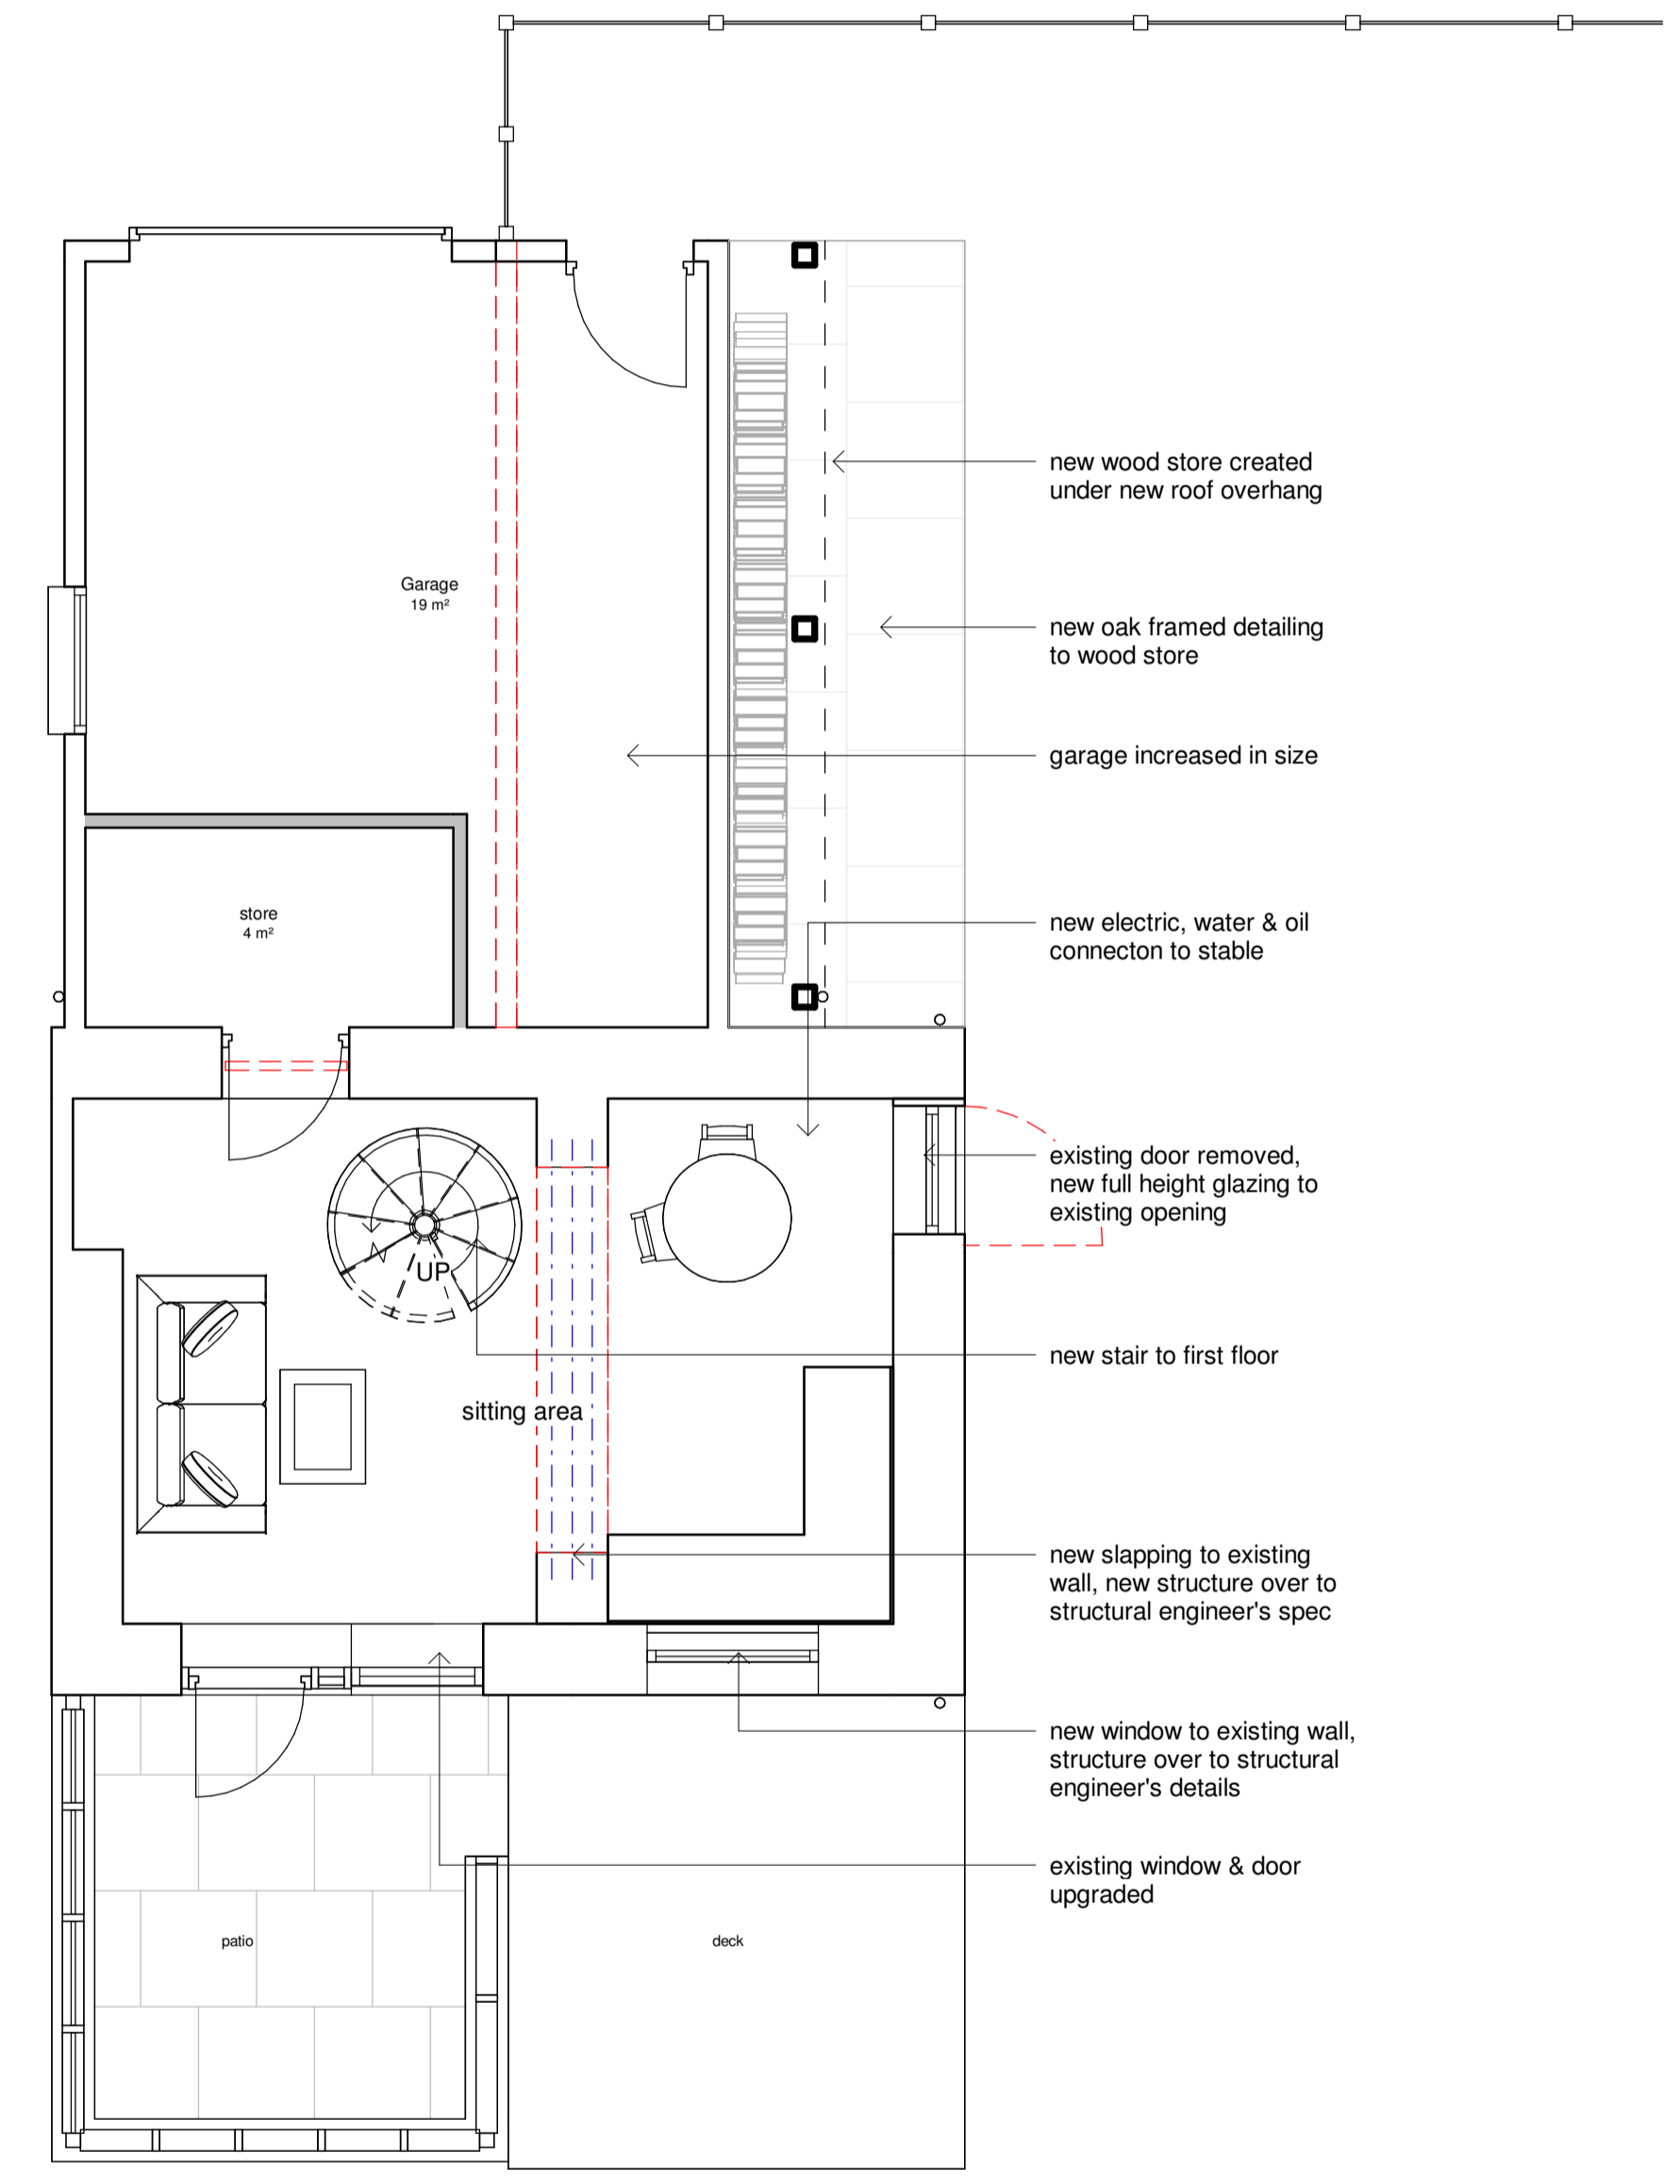 new wood store created
under new roof overhang
Garage
19 m²
new oak framed detailing
to wood store
garage increased in size
store
4 m²
new electric, water & oil
connecton to stable
existing door removed,
new full height glazing to
existing opening
UP
new stair to first floor
sitting area
new slapping to existing
wall, new structure over to
structural engineer's spec
new window to existing wall,
structure over to structural
engineer's details
existing window & door
upgraded
patio
deck